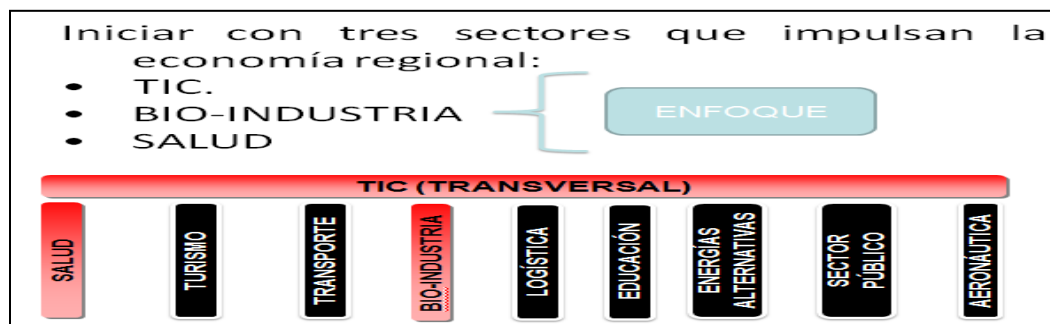 Iniciar con tres sectores que impulsan la
economía regional:
• TIC.
• BIO-INDUSTRIA
• SALUD
ENFOQUE
TIC (TRANSVERSAL)
SALUD
TURISMO
TRANSPORTE
BIO-INDUSTRIA
LOGÍSTICA
EDUCACIÓN
ENERGÍAS
ALTERNATIVAS
SECTOR
PÚBLICO
AERONÁUTICA